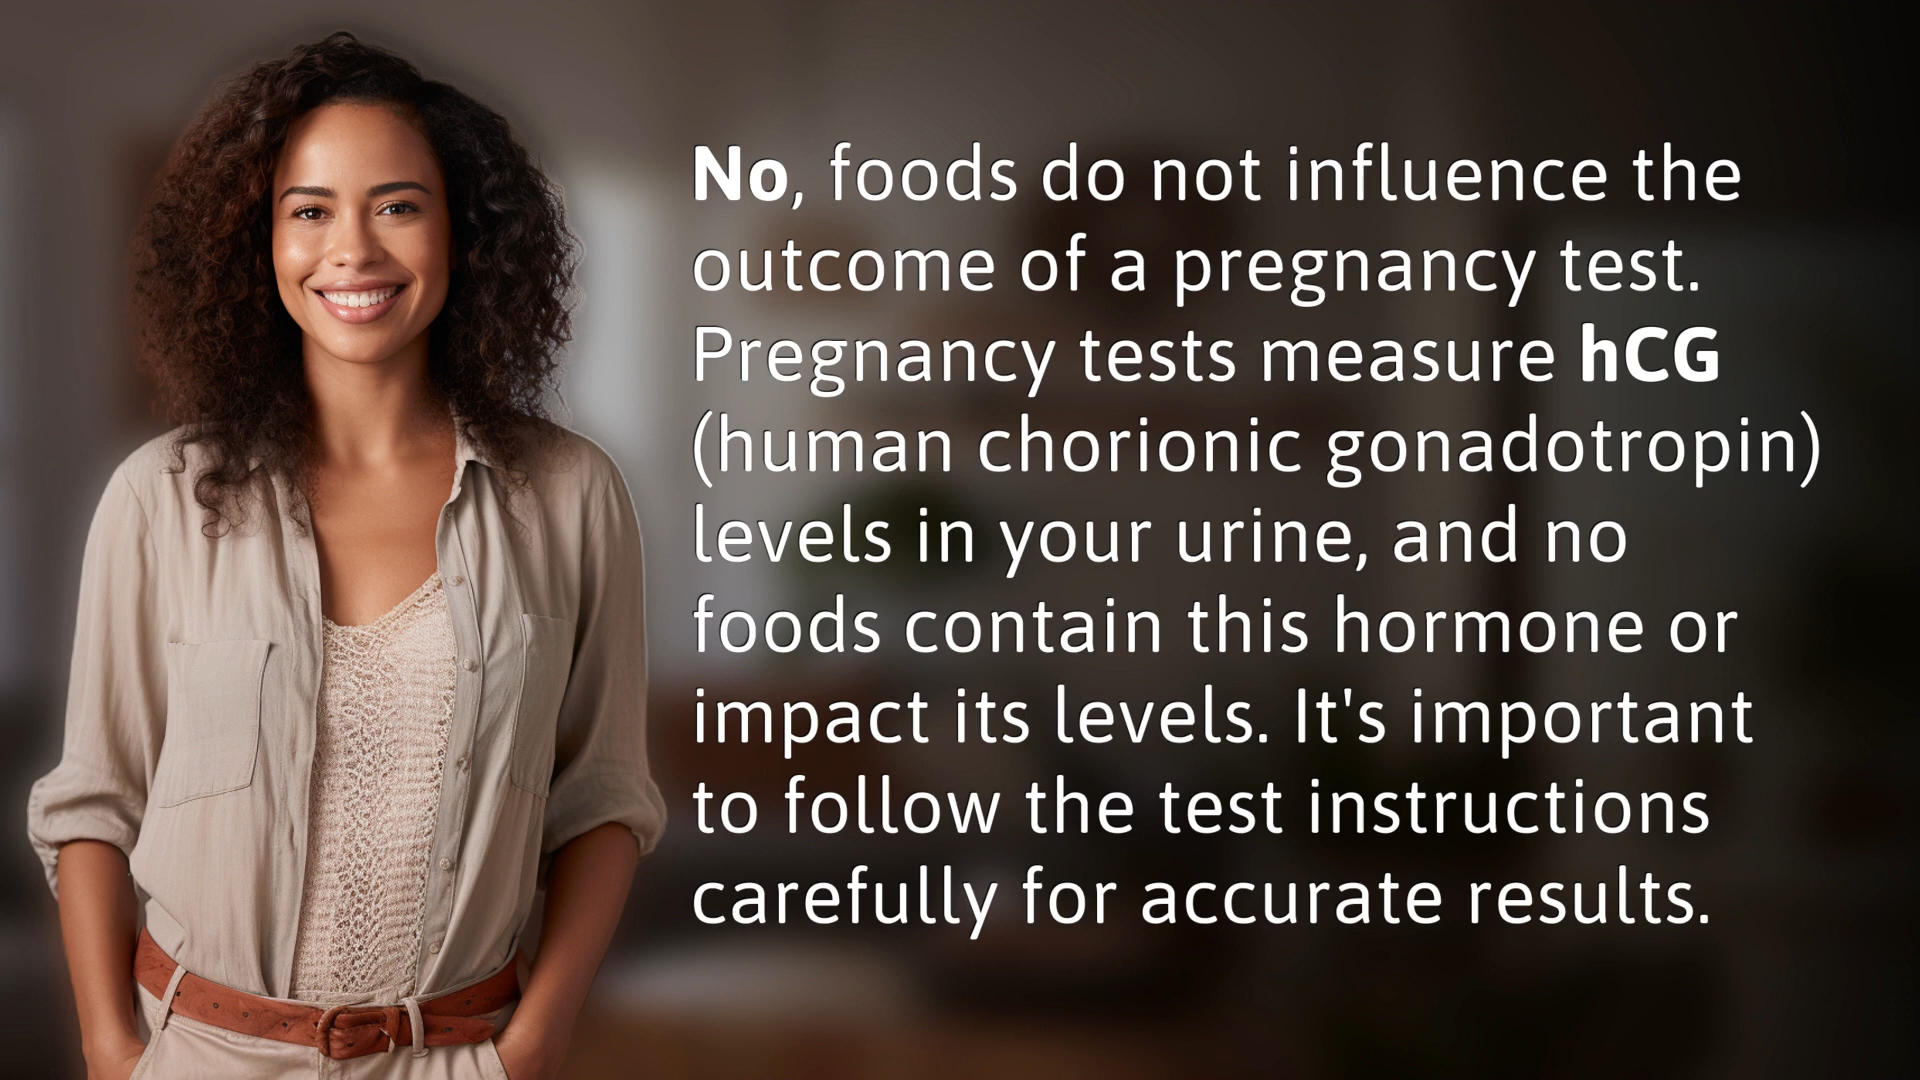 No, foods do not influence the
outcome of a pregnancy test.
Pregnancy tests measure hCG
(human chorionic gonadotropin)
levels in your urine, and no
foods contain this hormone or
impact its levels. It's important
to follow the test instructions
carefully for accurate results.